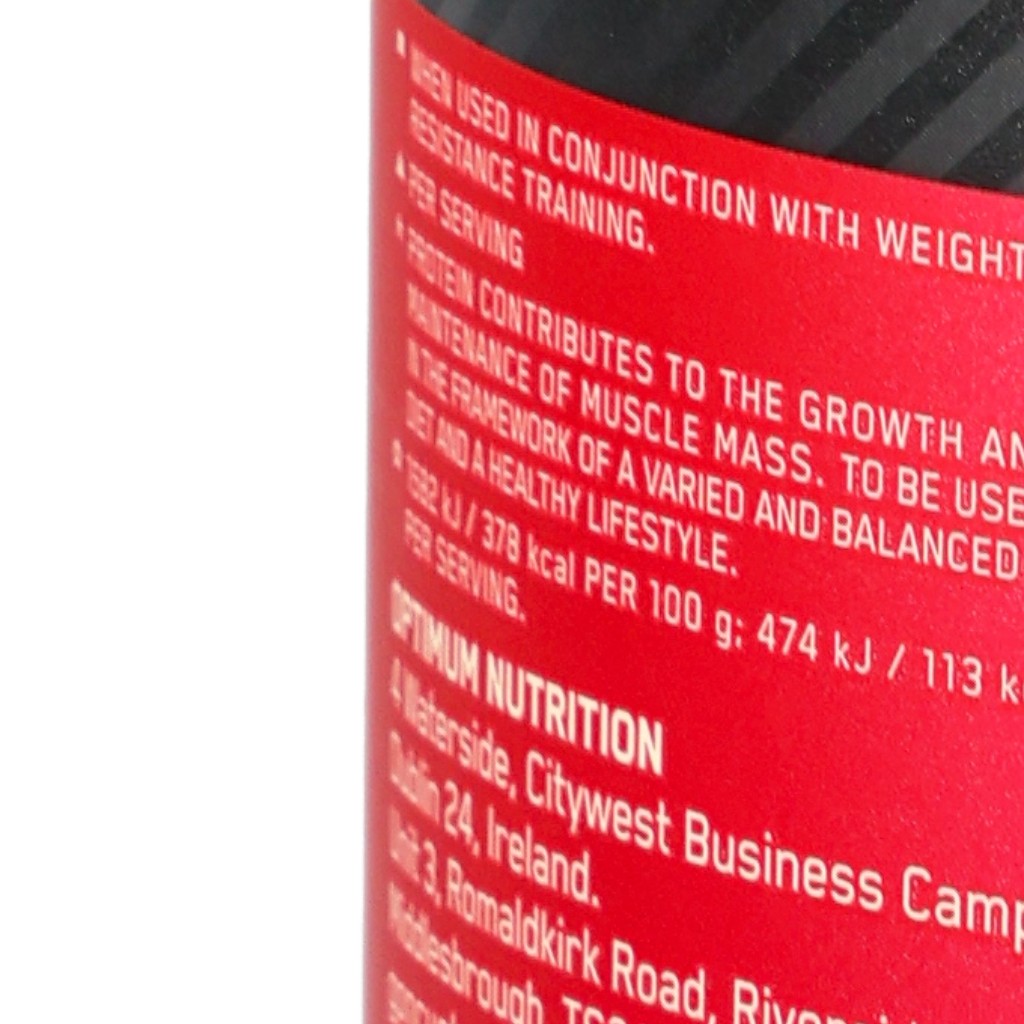 WHEN USED IN CONJUNCTION WITH WEIGHT
RESISTANCE TRAINING.
PER SERVING
PROTEIN CONTRIBUTES TO THE GROWTH AN
MAINTENANCE OF MUSCLE MASS. TO BE USE
IN THE FRAMEWORK OF A VARIED AND BALANCED
DIET AND A HEALTHY LIFESTYLE.
kJ / 378 kcal PER 100 g; 474 kJ / 113 k
PER SERVING.
OPTIMUM NUTRITION
4 Waterside, Citywest Business Camp
Dublin 24, Ireland.
Unit 3, Romaldkirk Road,
Middlesbrough,